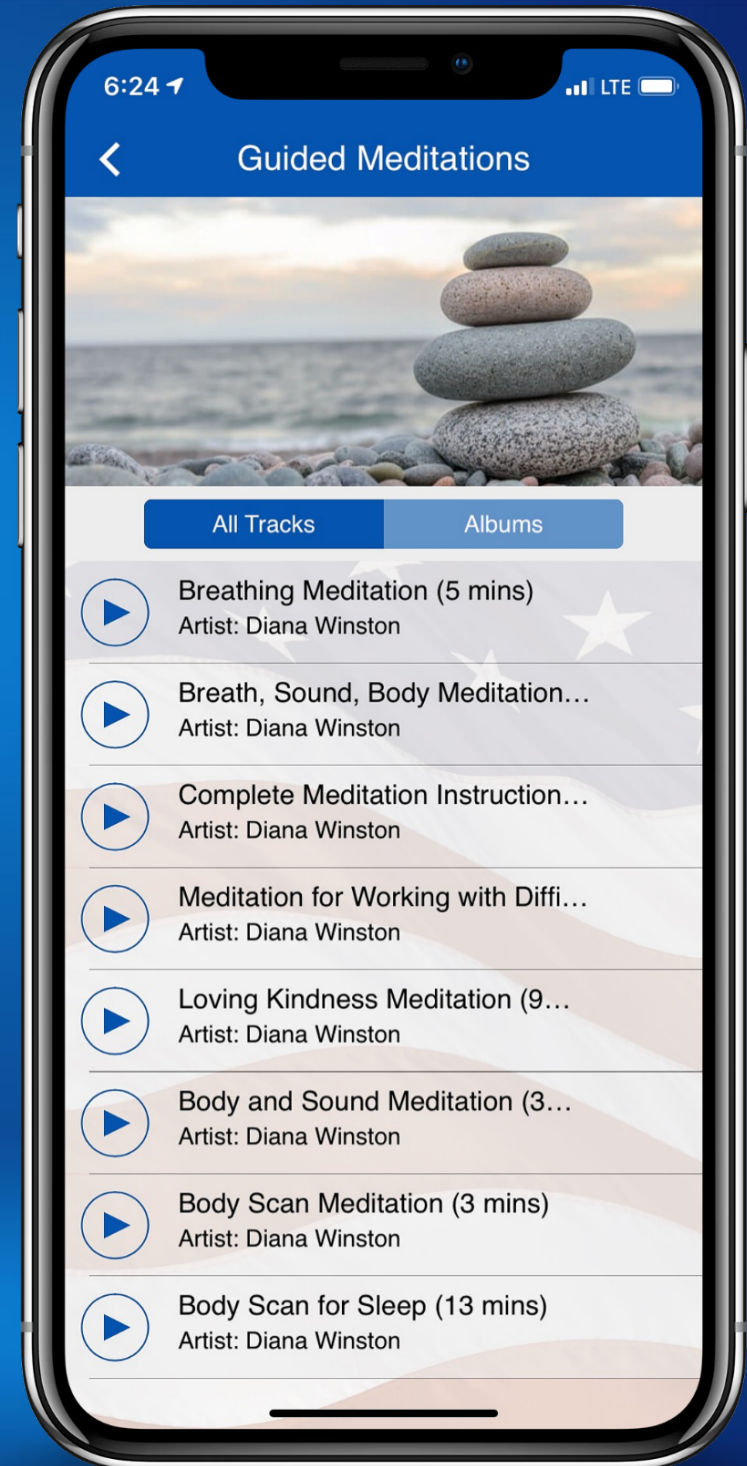 6:24
LTE
Guided Meditations
All Tracks
Albums
Breathing Meditation (5 mins)
Artist: Diana Winston
Breath, Sound, Body Meditation…
Artist: Diana Winston
Complete Meditation Instruction…
Artist: Diana Winston
Meditation for Working with Diffi…
Artist: Diana Winston
Loving Kindness Meditation (9…
Artist: Diana Winston
Body and Sound Meditation (3…
Artist: Diana Winston
Body Scan Meditation (3 mins)
Artist: Diana Winston
Body Scan for Sleep (13 mins)
Artist: Diana Winston